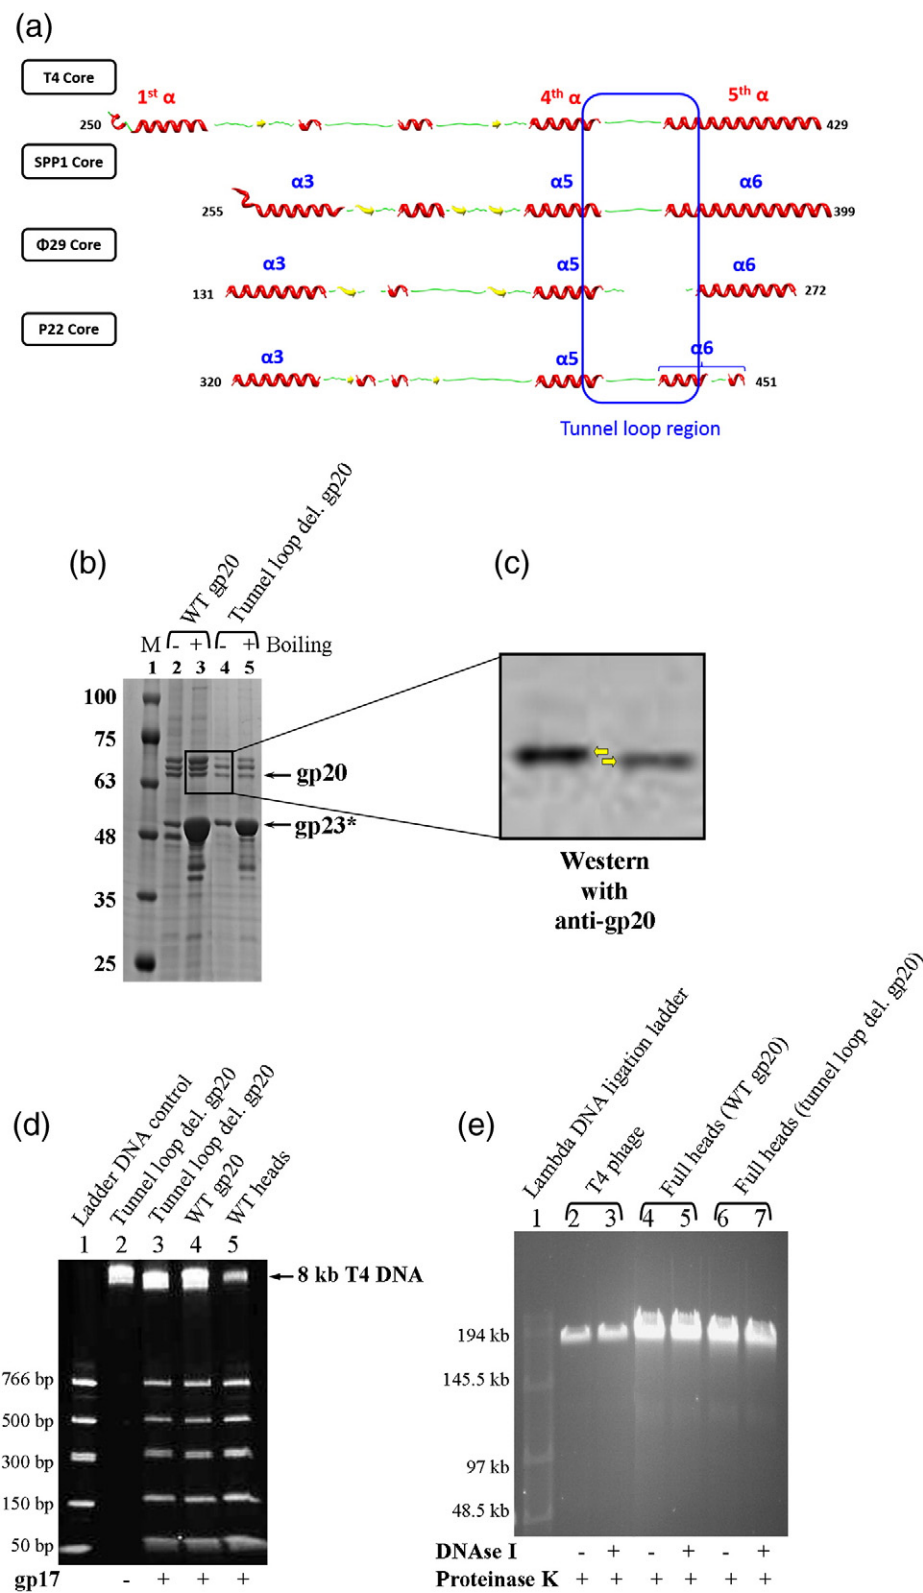 (a)
T4 Core
1st α
4th α
5th α
250
429
SPP1 Core
α3
α5
α6
255
399
Φ29 Core
α3
α5
α6
131
272
P22 Core
α3
α5
α6
320
451
Tunnel loop region
(b)
WT gp20
Tunnel loop del. gp20
M - + - + Boiling
1 2 3 4 5
100
75
63
48
35
25
gp20
gp23*
(c)
Western
with
anti-gp20
(d)
Ladder DNA control
Tunnel loop del. gp20
Tunnel loop del. gp20
WT gp20
WT heads
1 2 3 4 5
8 kb T4 DNA
766 bp
500 bp
300 bp
150 bp
50 bp
gp17 - + + +
(e)
Lambda DNA ligation ladder
T4 phage
Full heads (WT gp20)
Full heads (tunnel loop del. gp20)
1 2 3 4 5 6 7
194 kb
145.5 kb
97 kb
48.5 kb
DNAse I - + - + - +
Proteinase K + + + + + +